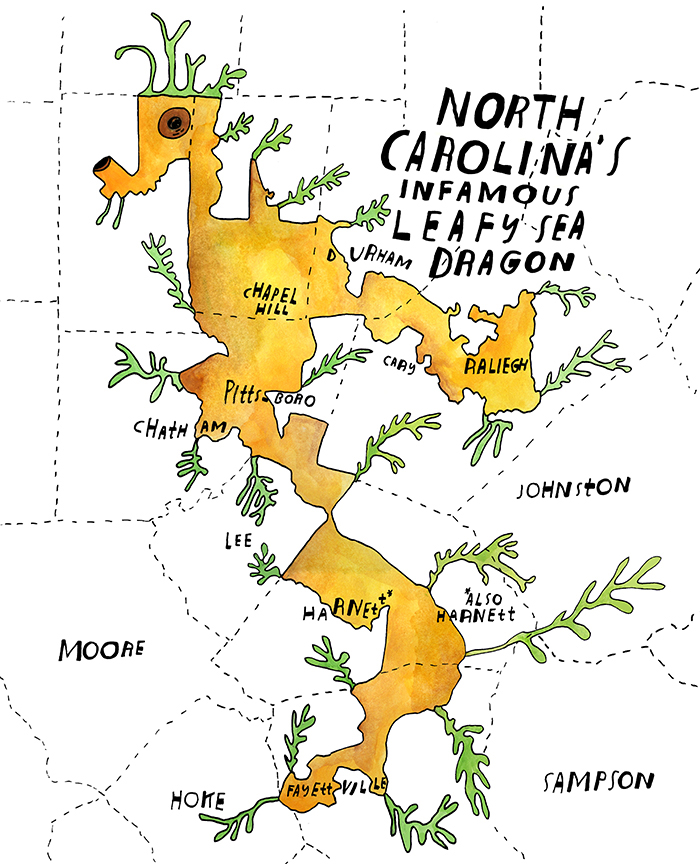 NORTH
CAROLINA'S
INFAMOUS
LEAFY SEA
DRAGON
DURHAM
CHAPEL
HILL
CARY
RALIEGH
PITTSBORO
CHATHAM
JOHNSTON
LEE
HARNETT*
*ALSO
HARNETT
MOORE
HOKE
FAYETTVILLE
SAMPSON